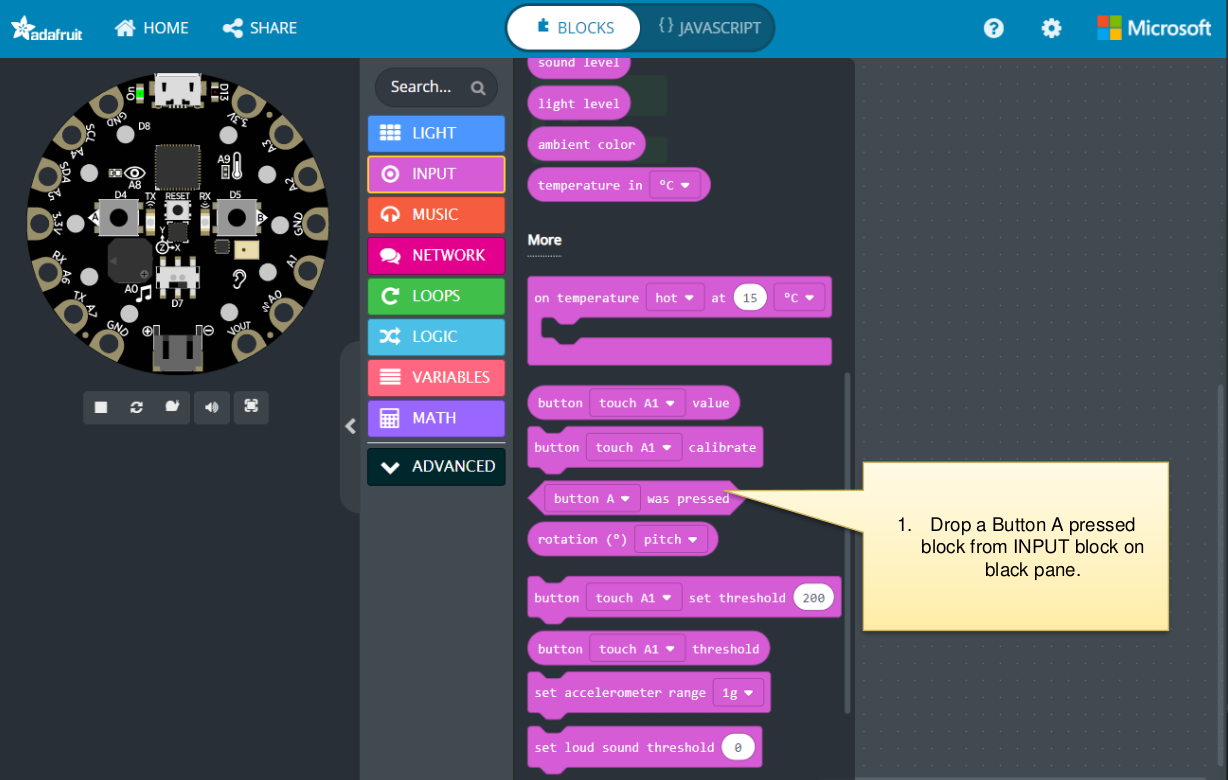 adafruit
HOME
SHARE
BLOCKS
{} JAVASCRIPT
?
Microsoft
On
D13
GND
3.3V
D8
SCL
A3
A4
A9
SDA
A8
A2
A5
D4
TX
RESET
RX
D5
A
B
3.3V
GND
Y
Z
X
RX
A6
A1
A0
TX
A7
D7
A0
GND
VOUT
Search...
LIGHT
INPUT
MUSIC
NETWORK
LOOPS
LOGIC
VARIABLES
MATH
ADVANCED
sound level
light level
ambient color
temperature in °C
More
on temperature hot at 15 °C
button touch A1 value
button touch A1 calibrate
button A was pressed
rotation (°) pitch
button touch A1 set threshold 200
button touch A1 threshold
set accelerometer range 1g
set loud sound threshold 0
1. Drop a Button A pressed
block from INPUT block on
black pane.